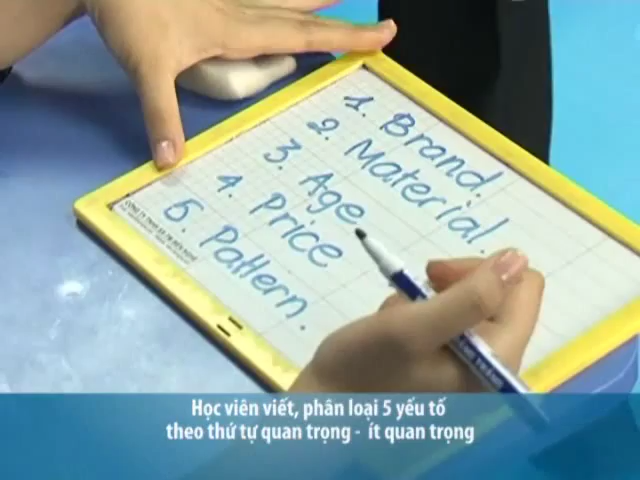 1. Brand.
2. Material.
3. Age
4. Price
5. Pattern.
Học viên viết, phân loại 5 yếu tố
theo thứ tự quan trọng - ít quan trọng